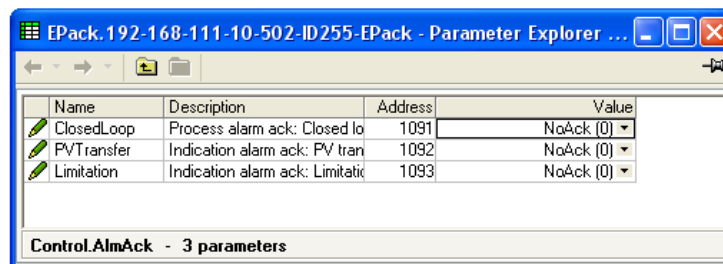 EPack.192-168-111-10-502-ID255-EPack - Parameter Explorer ...
Name Description Address Value
ClosedLoop Process alarm ack: Closed lo 1091 NoAck (0)
PVTransfer Indication alarm ack: PV tran 1092 NoAck (0)
Limitation Indication alarm ack: Limitatio 1093 NoAck (0)
Control.AlmAck - 3 parameters